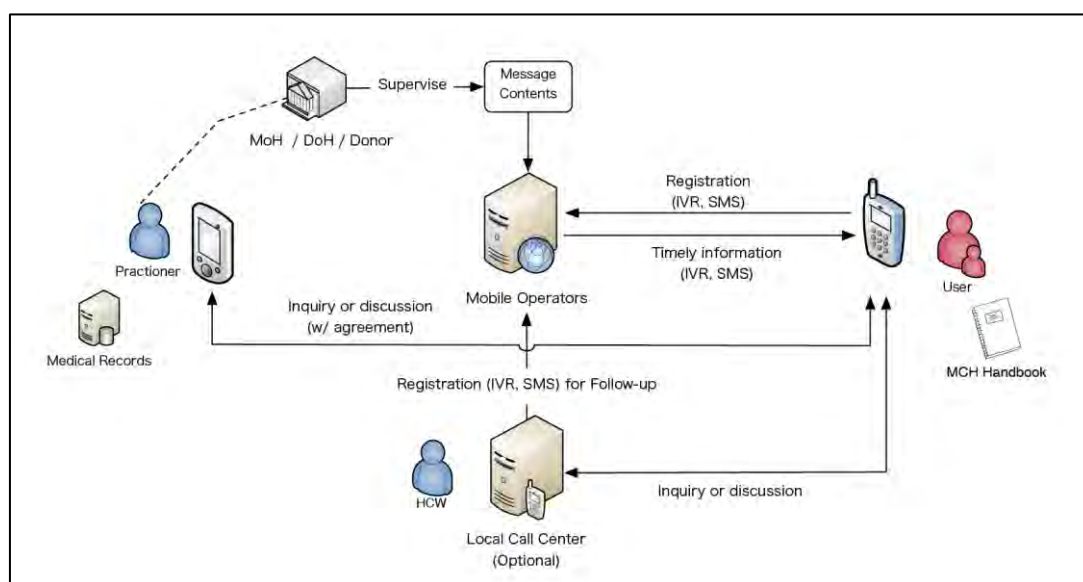 Supervise
Message
Contents
MoH / DoH / Donor
Registration
(IVR, SMS)
Practioner
Timely information
(IVR, SMS)
User
Mobile Operators
Inquiry or discussion
(w/ agreement)
Medical Records
MCH Handbook
Registration (IVR, SMS) for Follow-up
HCW
Inquiry or discussion
Local Call Center
(Optional)